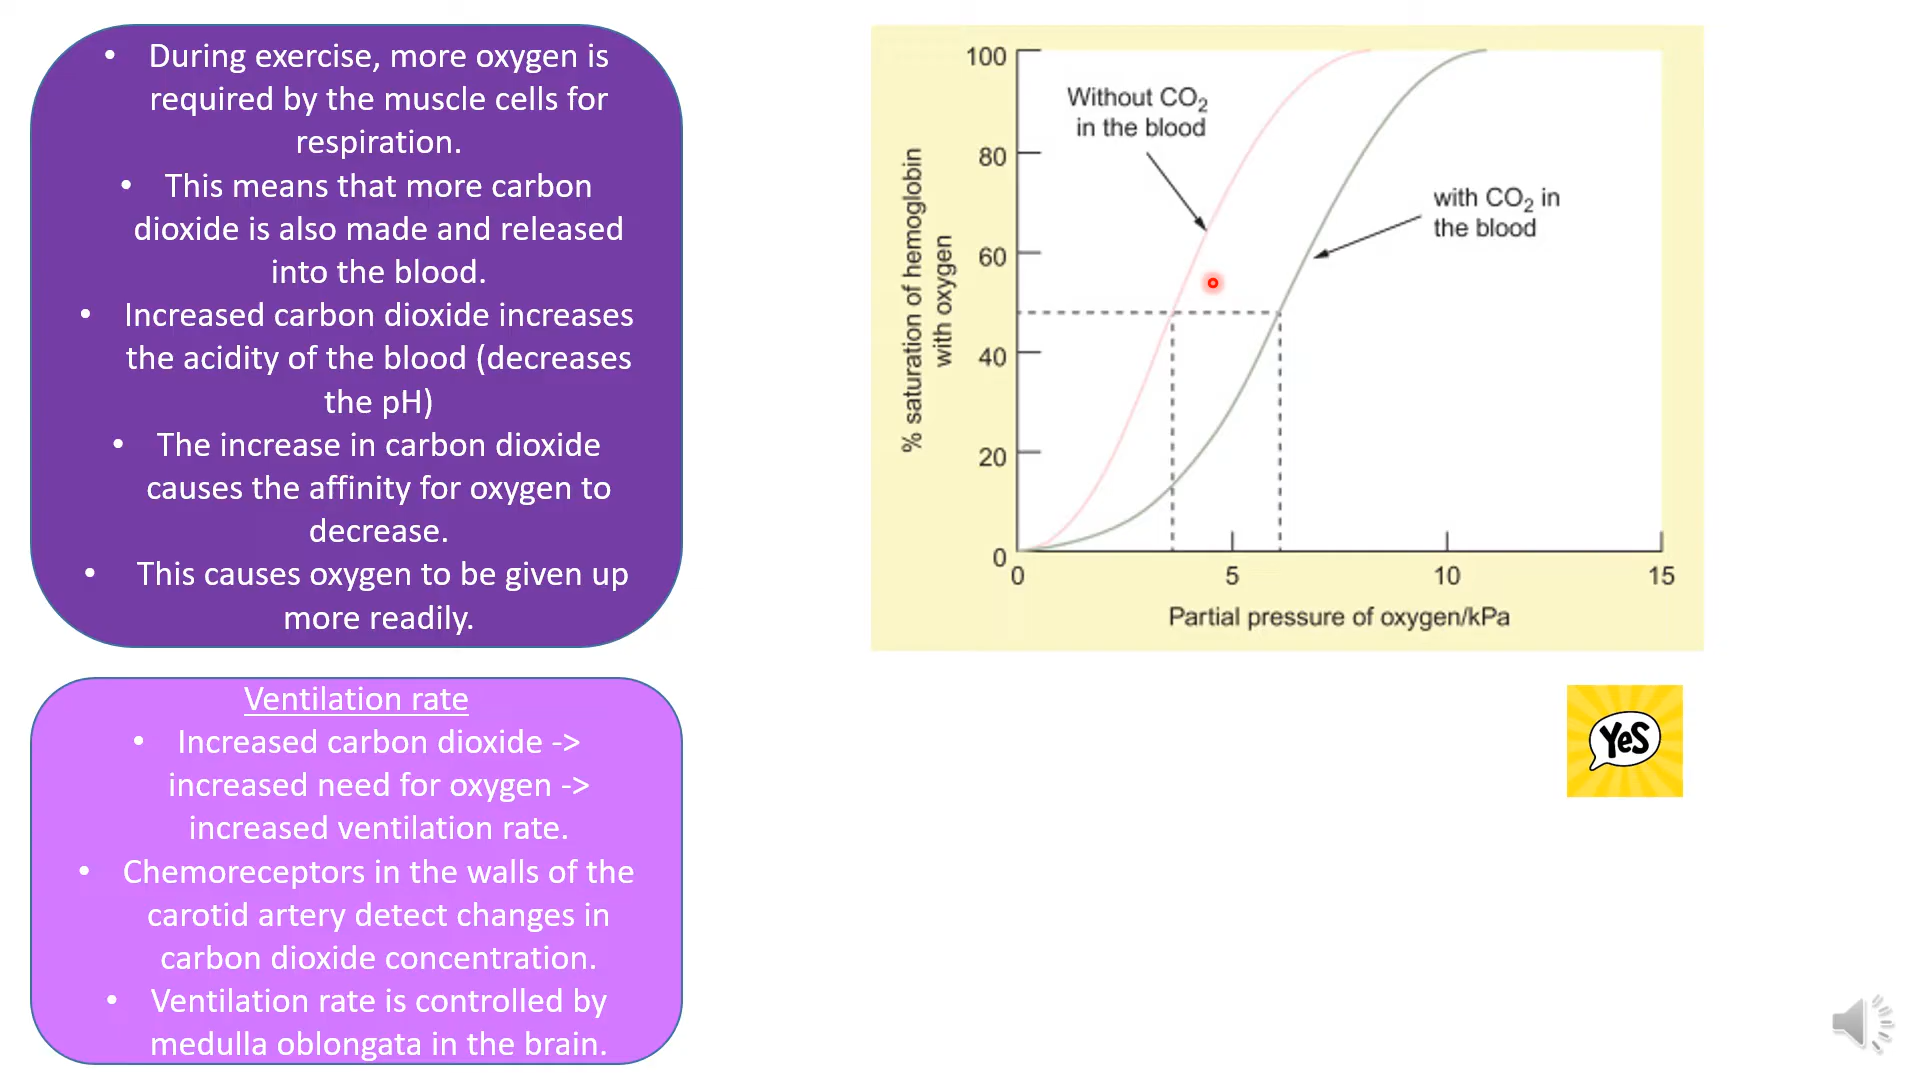 • During exercise, more oxygen is
required by the muscle cells for
respiration.
• This means that more carbon
dioxide is also made and released
into the blood.
• Increased carbon dioxide increases
the acidity of the blood (decreases
the pH)
• The increase in carbon dioxide
causes the affinity for oxygen to
decrease.
• This causes oxygen to be given up
more readily.
Ventilation rate
• Increased carbon dioxide ->
increased need for oxygen ->
increased ventilation rate.
• Chemoreceptors in the walls of the
carotid artery detect changes in
carbon dioxide concentration.
• Ventilation rate is controlled by
medulla oblongata in the brain.
% saturation of hemoglobin
with oxygen
100
80
60
40
20
0
Without CO₂
in the blood
with CO₂ in
the blood
0 5 10 15
Partial pressure of oxygen/kPa
YeS